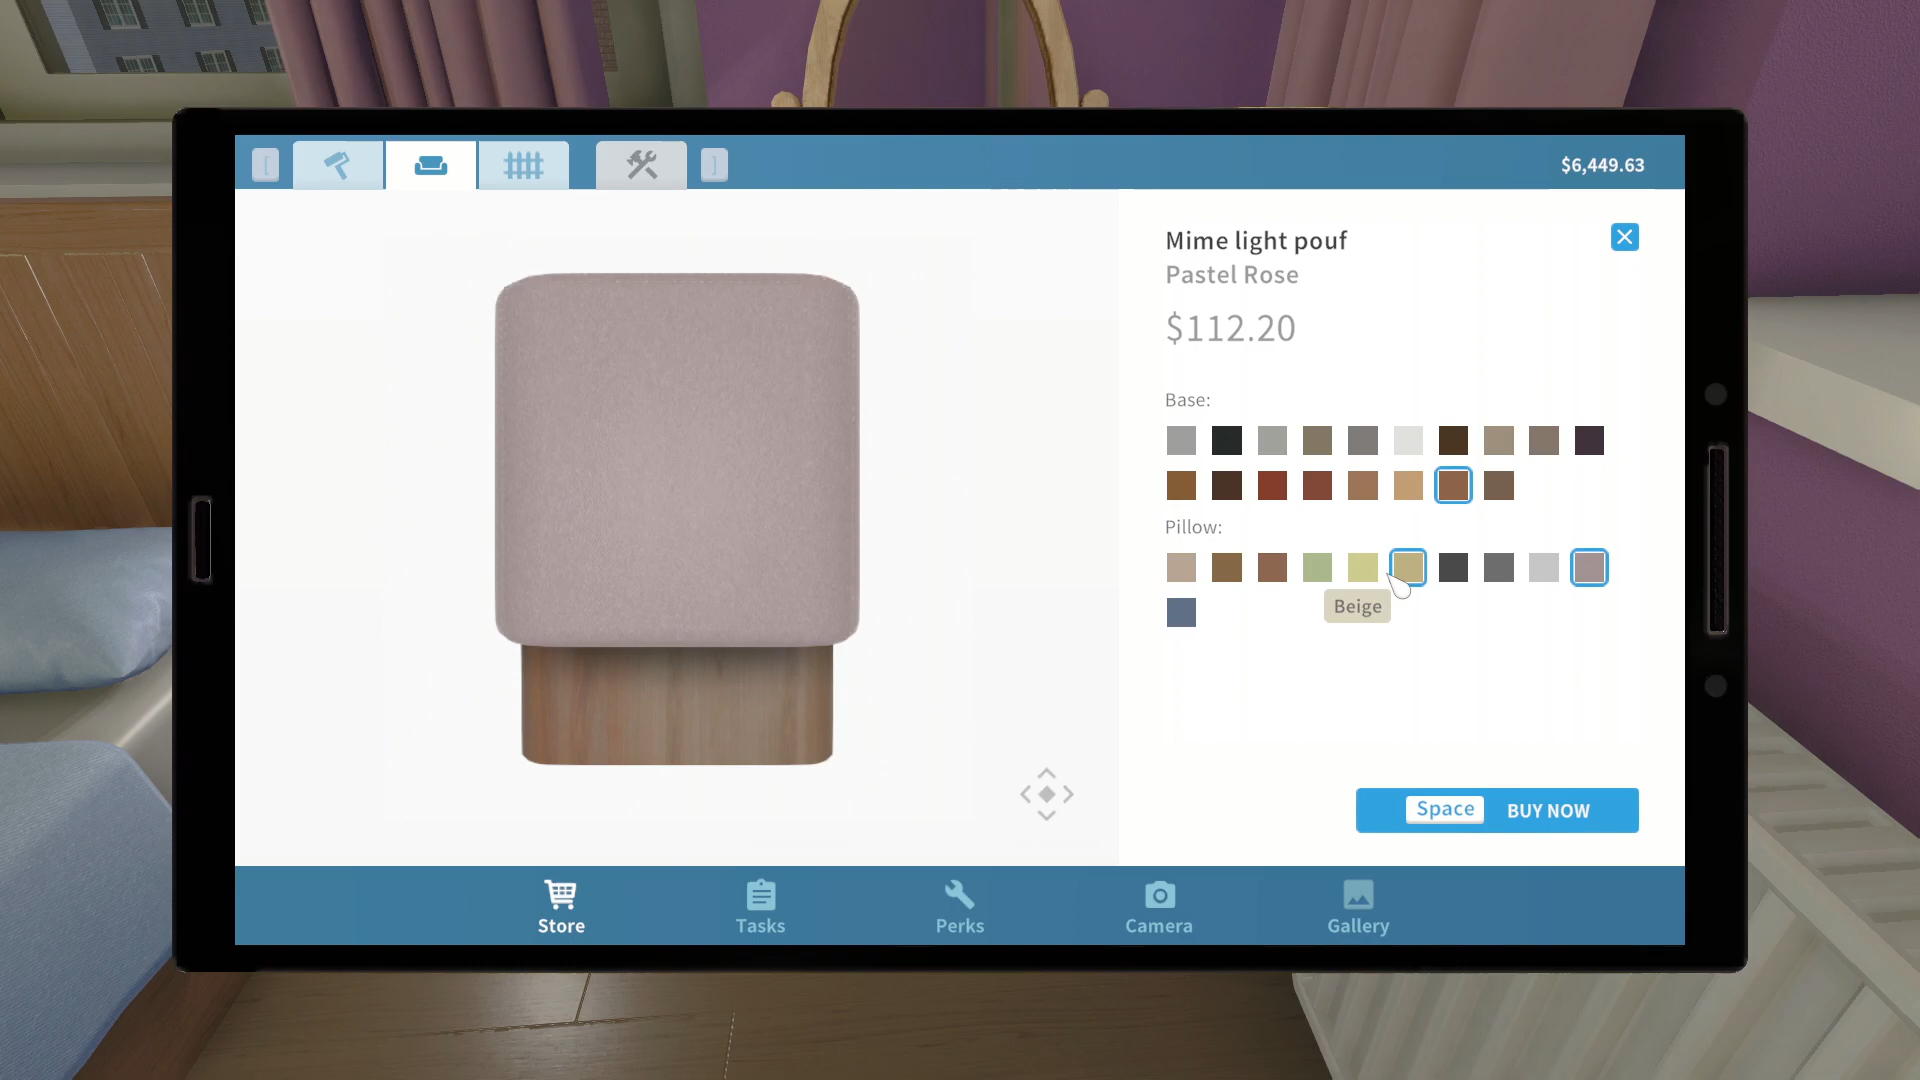 [
]
$6,449.63
Mime light pouf
Pastel Rose
$112.20
Base:
Pillow:
Beige
Space BUY NOW
Store Tasks Perks Camera Gallery